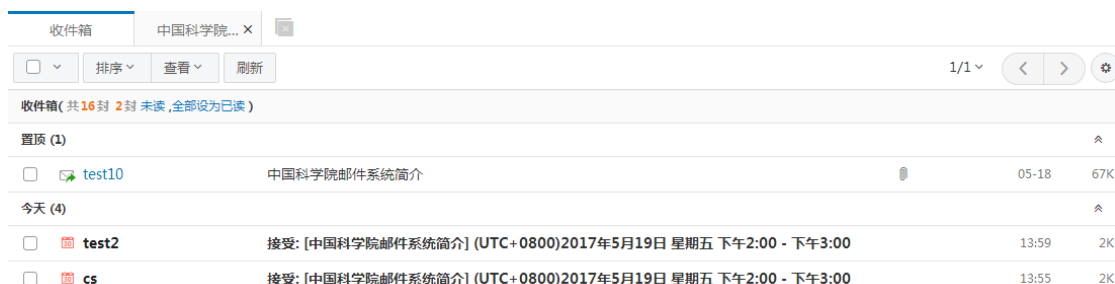 收件箱 中国科学院... ×
排序 查看 刷新 1/1
收件箱( 共16封 2封 未读 ,全部设为已读 )
置顶 (1)
test10 中国科学院邮件系统简介 05-18 67K
今天 (4)
30 test2 接受: [中国科学院邮件系统简介] (UTC+0800)2017年5月19日 星期五 下午2:00 - 下午3:00 13:59 2K
30 cs 接受: [中国科学院邮件系统简介] (UTC+0800)2017年5月19日 星期五 下午2:00 - 下午3:00 13:55 2K